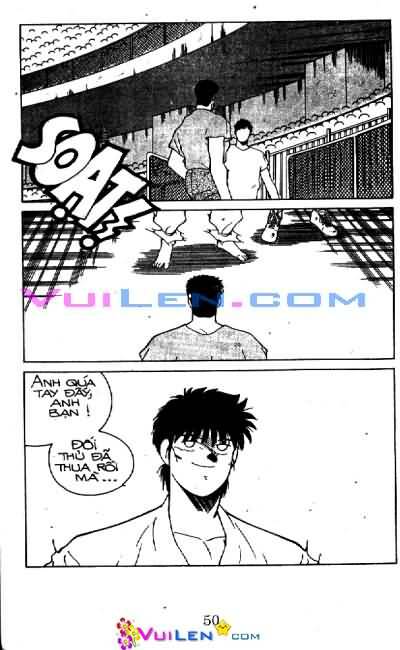 SOẠT!!
VUILEN.COM
ANH QUÁ
TAY ĐẤY,
ANH
BẠN !
ĐỐI
THỦ ĐÃ
THUA RỒI
MÀ...
50
VUILEN.COM